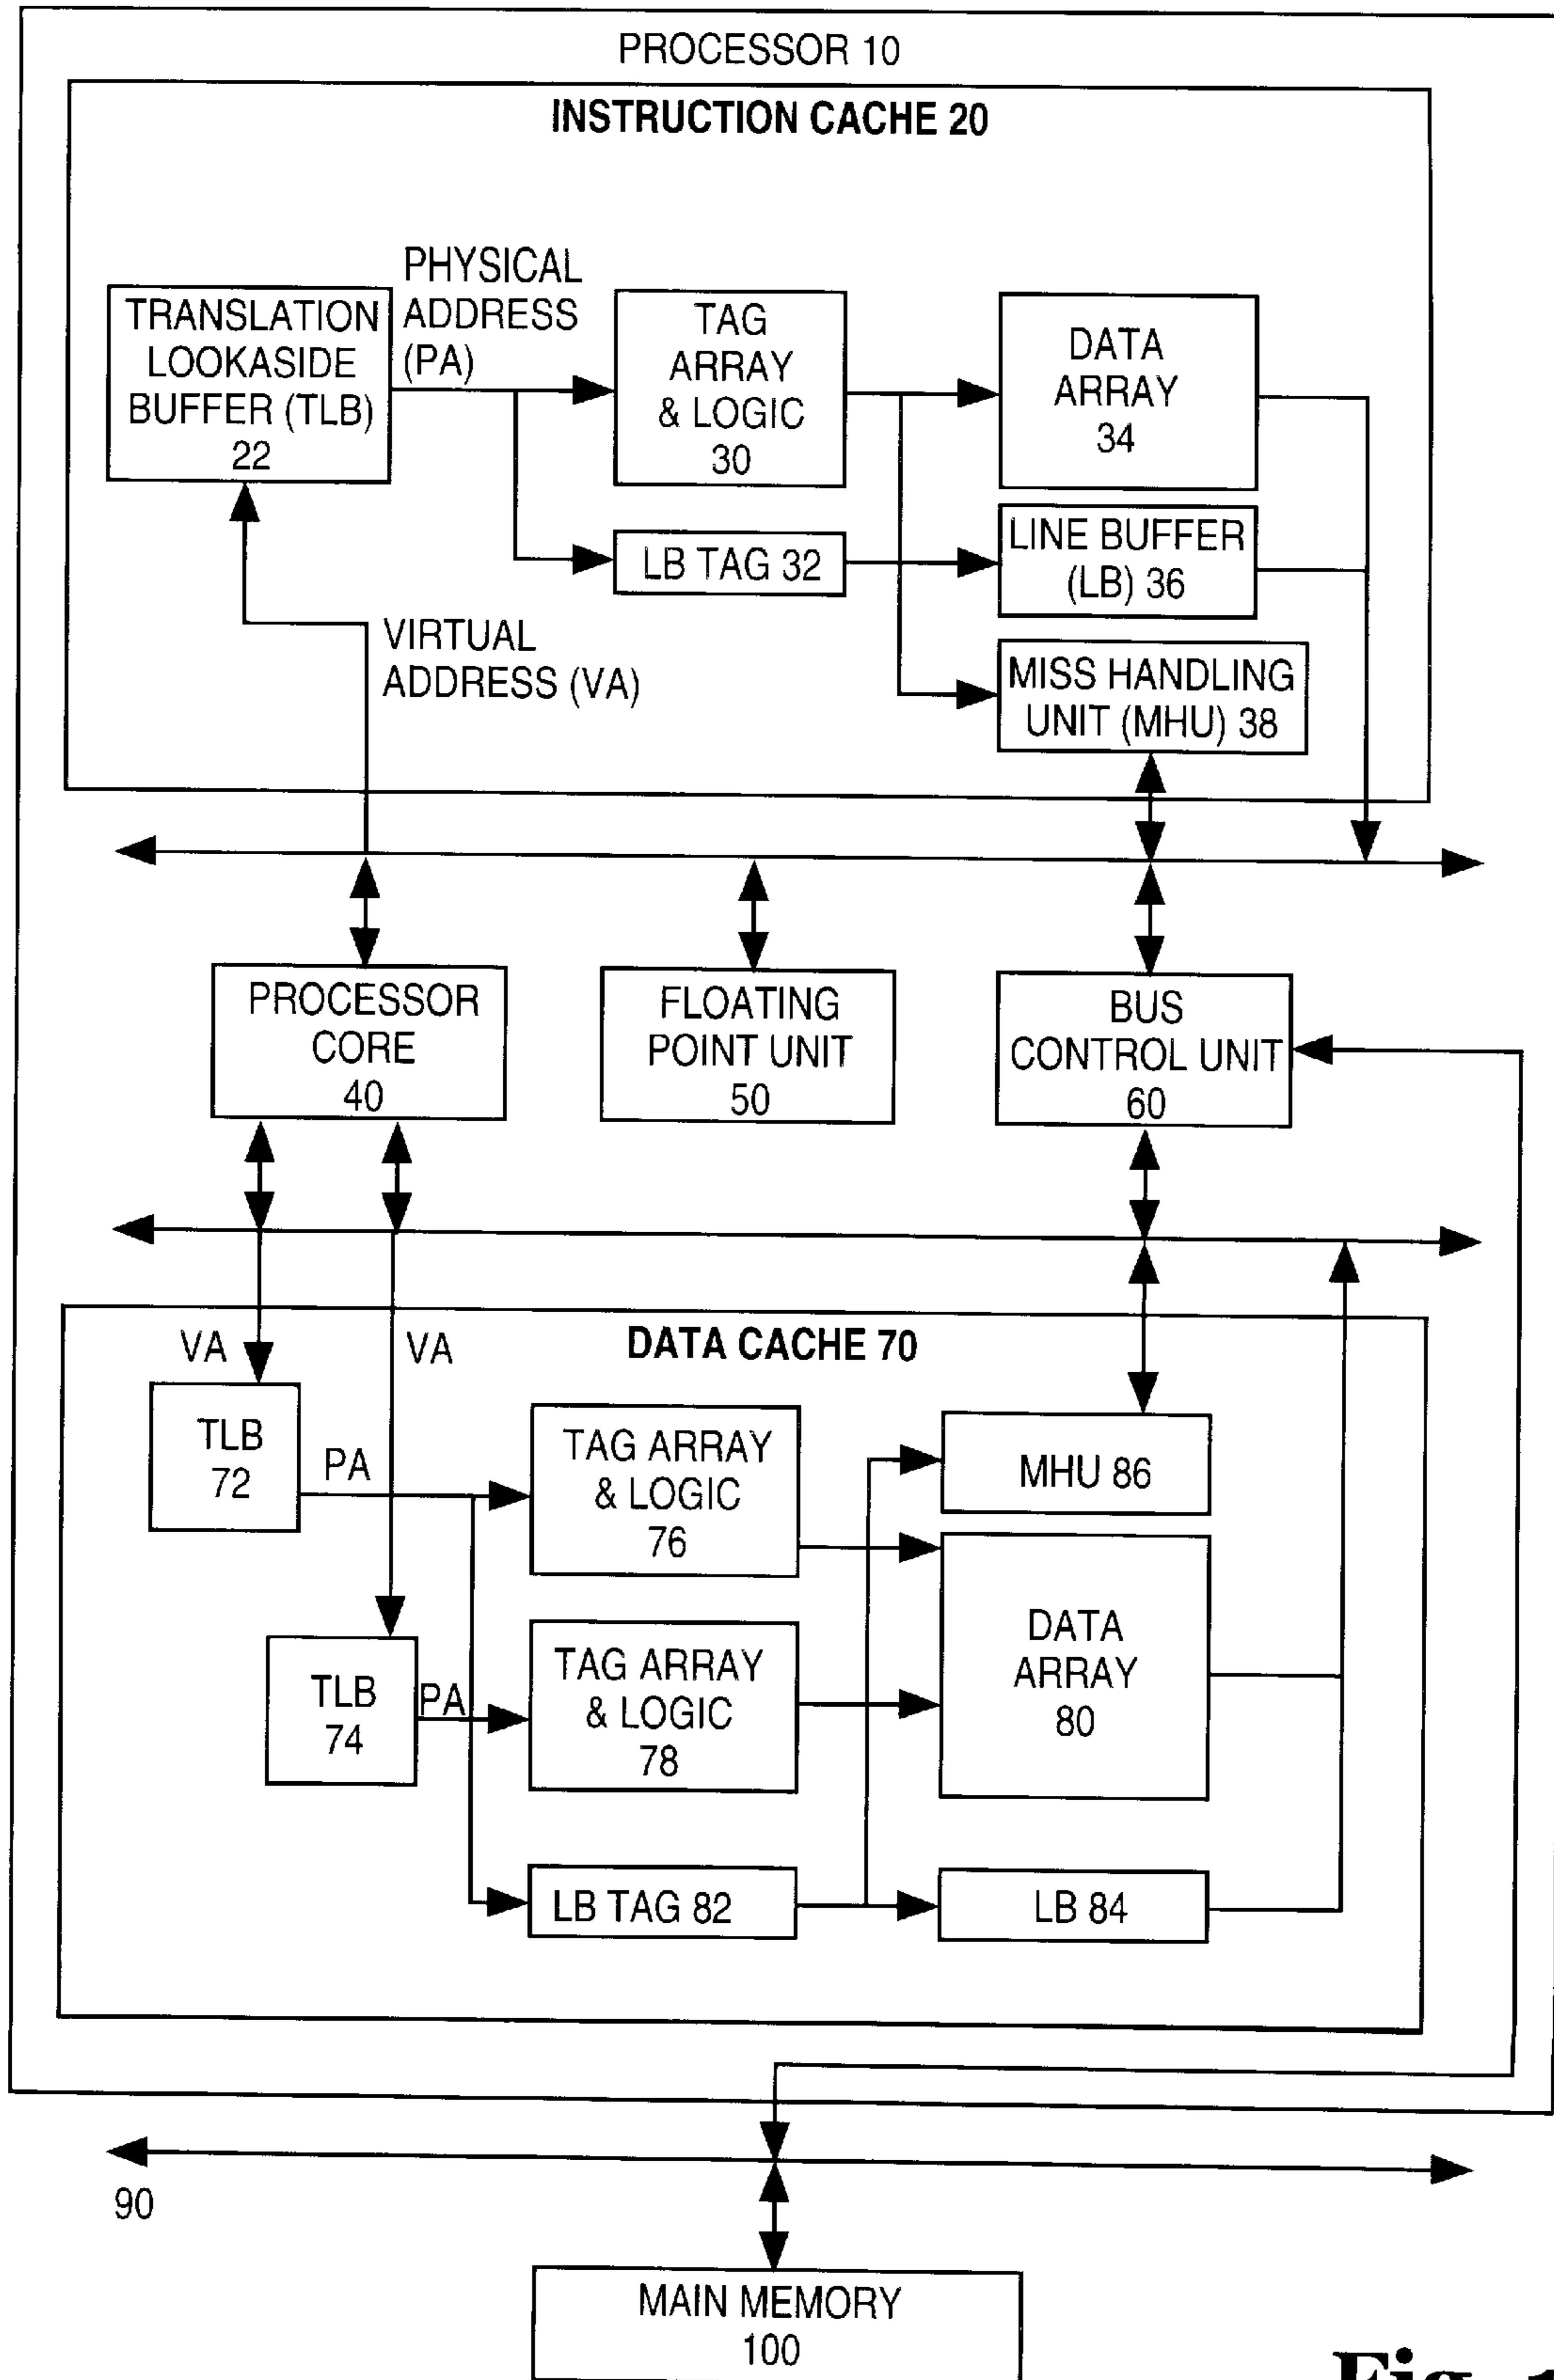 PROCESSOR 10
INSTRUCTION CACHE 20
PHYSICAL
ADDRESS
(PA)
TRANSLATION
LOOKASIDE
BUFFER (TLB)
22
TAG
ARRAY
& LOGIC
30
DATA
ARRAY
34
LB TAG 32
LINE BUFFER
(LB) 36
VIRTUAL
ADDRESS (VA)
MISS HANDLING
UNIT (MHU) 38
PROCESSOR
CORE
40
FLOATING
POINT UNIT
50
BUS
CONTROL UNIT
60
VA
VA
DATA CACHE 70
TLB
72
PA
TAG ARRAY
& LOGIC
76
MHU 86
TLB
74
PA
TAG ARRAY
& LOGIC
78
DATA
ARRAY
80
LB TAG 82
LB 84
90
MAIN MEMORY
100
Fig. 1